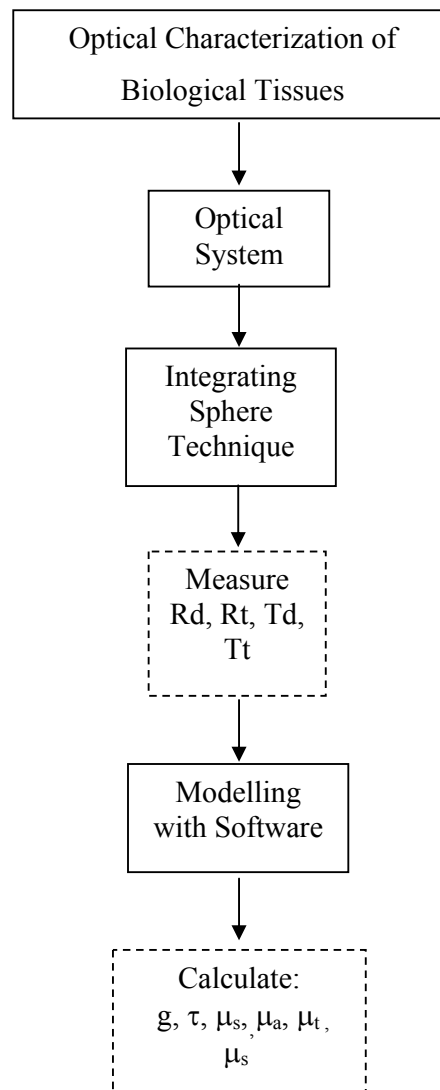 Optical Characterization of
Biological Tissues
Optical
System
Integrating
Sphere
Technique
Measure
Rd, Rt, Td,
Tt
Modelling
with Software
Calculate:
g, τ, μₛ, , μₐ, μₜ ,
μₛ